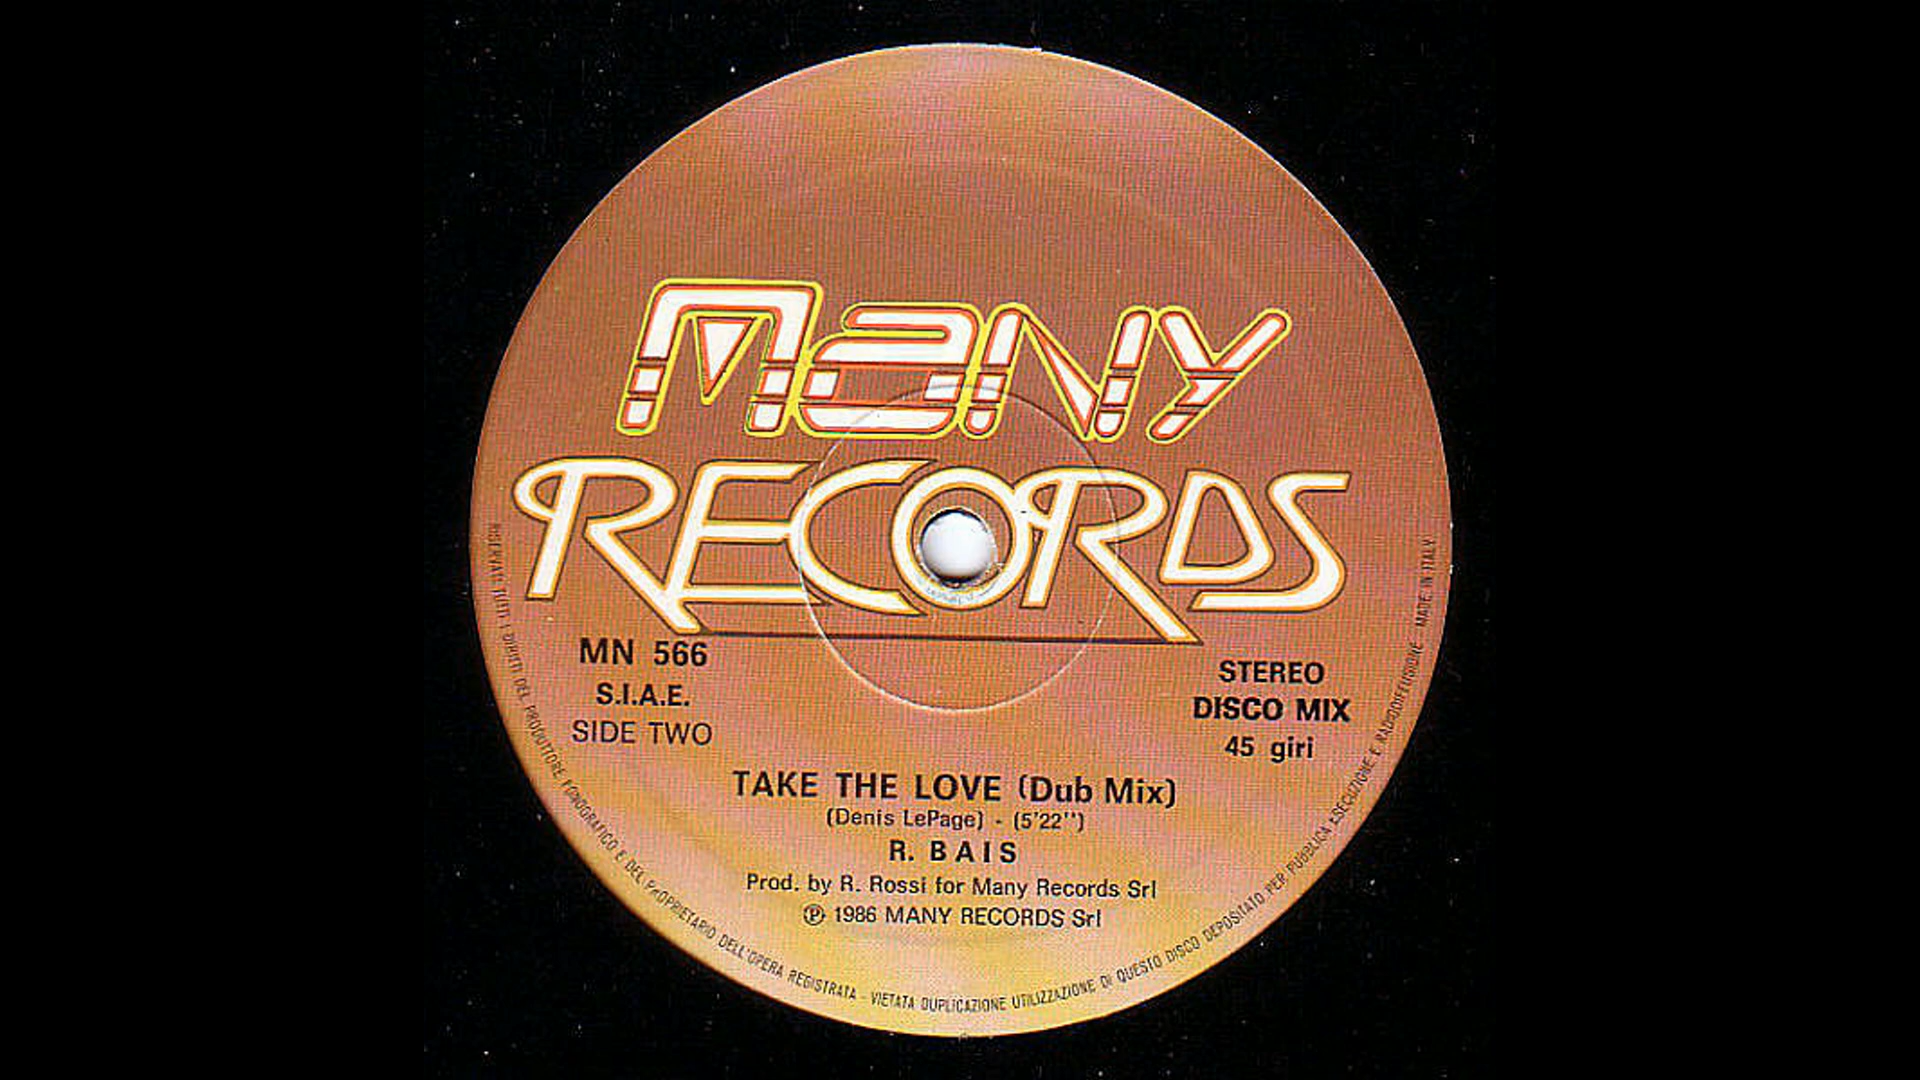 MANY
RECORDS
MN 566
S.I.A.E.
SIDE TWO
STEREO
DISCO MIX
45 giri
TAKE THE LOVE (Dub Mix)
(Denis LePage) - (5'22'')
R. BAIS
Prod. by R. Rossi for Many Records Srl
℗ 1986 MANY RECORDS Srl
RISERVATI TUTTI I DIRITTI DEL PRODUTTORE FONOGRAFICO E DEL PROPRIETARIO DELL'OPERA REGISTRATA - VIETATA DUPLICAZIONE UTILIZZAZIONE DI QUESTO DISCO DEPOSITATO PER PUBBLICA ESECUZIONE E RADIODIFFUSIONE MADE IN ITALY